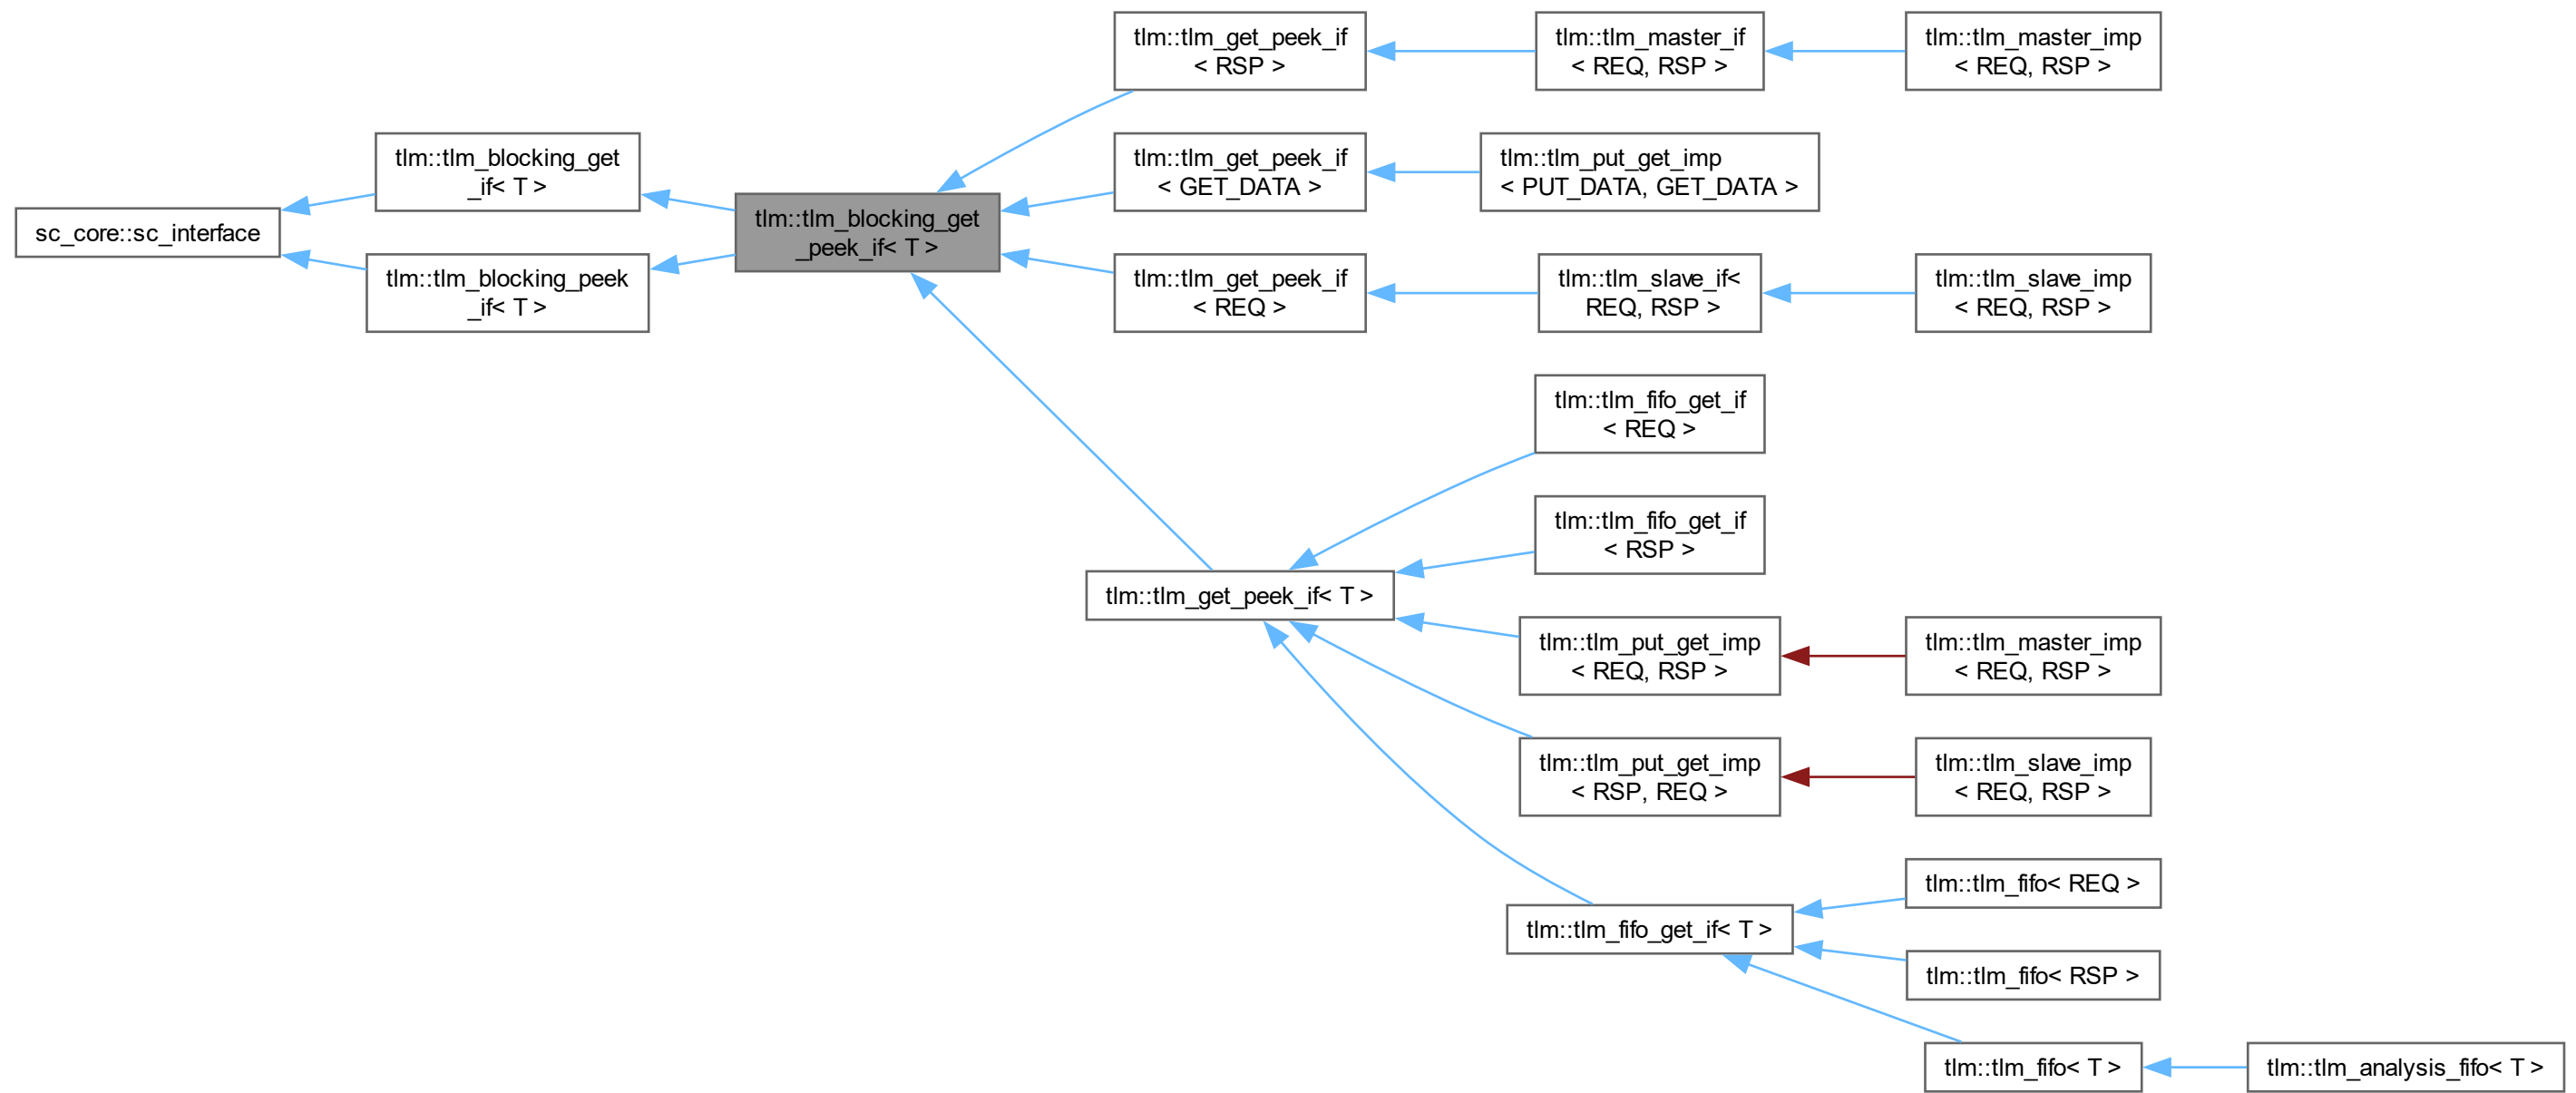 sc_core::sc_interface
tlm::tlm_blocking_get
_if< T >
tlm::tlm_blocking_peek
_if< T >
tlm::tlm_blocking_get
_peek_if< T >
tlm::tlm_get_peek_if
< RSP >
tlm::tlm_master_if
< REQ, RSP >
tlm::tlm_master_imp
< REQ, RSP >
tlm::tlm_get_peek_if
< GET_DATA >
tlm::tlm_put_get_imp
< PUT_DATA, GET_DATA >
tlm::tlm_get_peek_if
< REQ >
tlm::tlm_slave_if<
REQ, RSP >
tlm::tlm_slave_imp
< REQ, RSP >
tlm::tlm_get_peek_if< T >
tlm::tlm_fifo_get_if
< REQ >
tlm::tlm_fifo_get_if
< RSP >
tlm::tlm_put_get_imp
< REQ, RSP >
tlm::tlm_master_imp
< REQ, RSP >
tlm::tlm_put_get_imp
< RSP, REQ >
tlm::tlm_slave_imp
< REQ, RSP >
tlm::tlm_fifo_get_if< T >
tlm::tlm_fifo< REQ >
tlm::tlm_fifo< RSP >
tlm::tlm_fifo< T >
tlm::tlm_analysis_fifo< T >